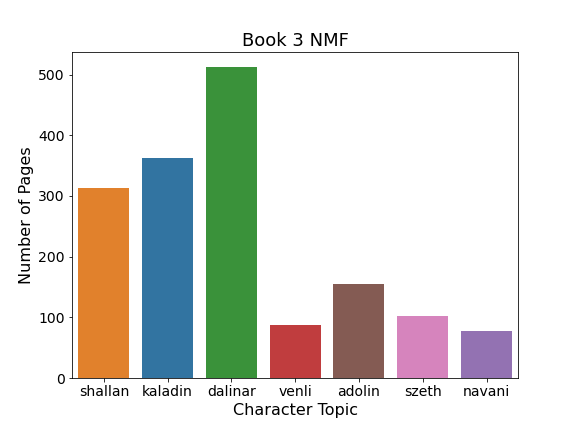 Book 3 NMF
Number of Pages
500
400
300
200
100
0
shallan kaladin dalinar venli adolin szeth navani
Character Topic